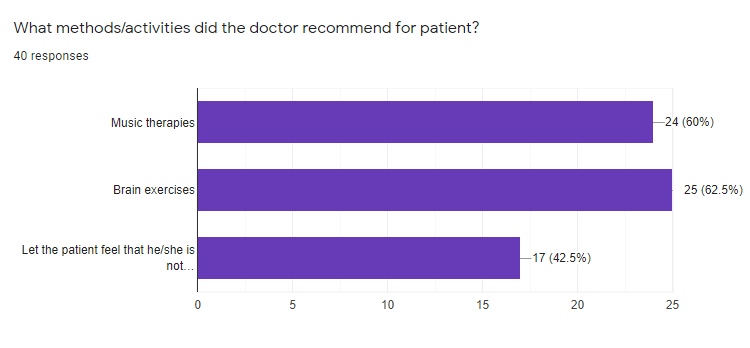 What methods/activities did the doctor recommend for patient?
40 responses
Music therapies
24 (60%)
Brain exercises
25 (62.5%)
Let the patient feel that he/she is
not...
17 (42.5%)
0 5 10 15 20 25